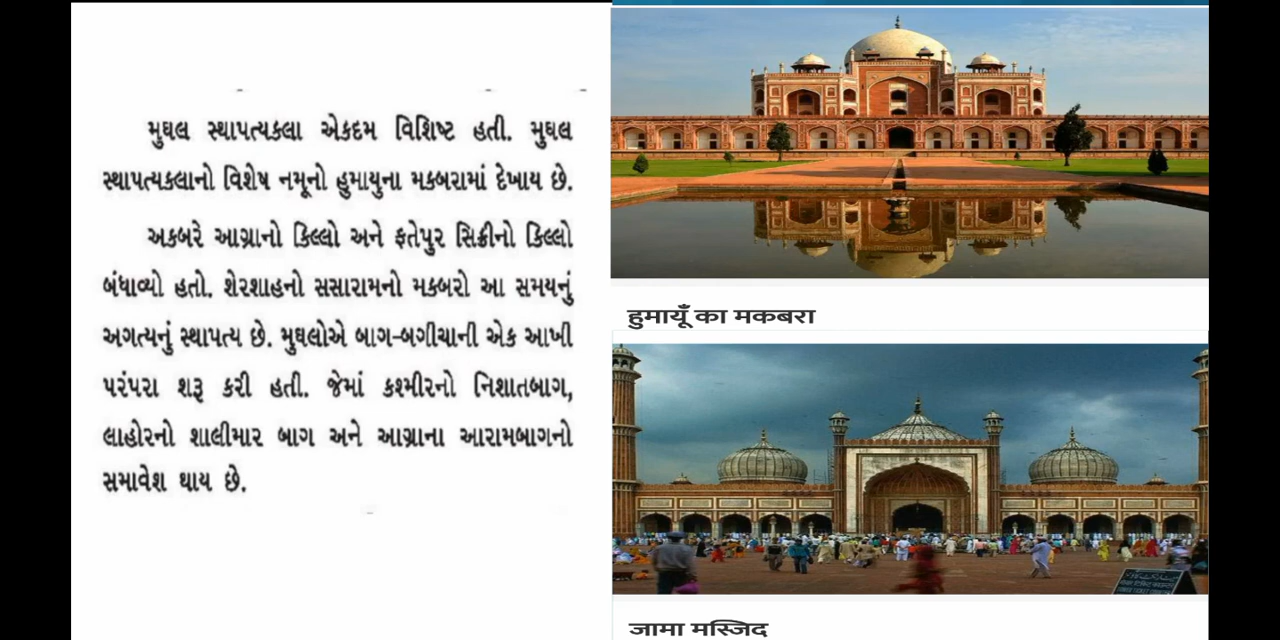 મુઘલ સ્થાપત્યકલા એકદમ વિશિષ્ટ હતી. મુઘલ
સ્થાપત્યકલાનો વિશેષ નમૂનો હુમાયુના મકબરામાં દેખાય છે.
અકબરે આગ્રાનો કિલ્લો અને ફતેપુર સિક્રીનો કિલ્લો
બંધાવ્યો હતો. શેરશાહનો સસારામનો મકબરો આ સમયનું
અગત્યનું સ્થાપત્ય છે. મુઘલોએ બાગ-બગીચાની એક આખી
પરંપરા શરૂ કરી હતી. જેમાં કશ્મીરનો નિશાતબાગ,
લાહોરનો શાલીમાર બાગ અને આગ્રાના આરામબાગનો
સમાવેશ થાય છે.
हुमायूँ का मकबरा
जामा मस्जिद